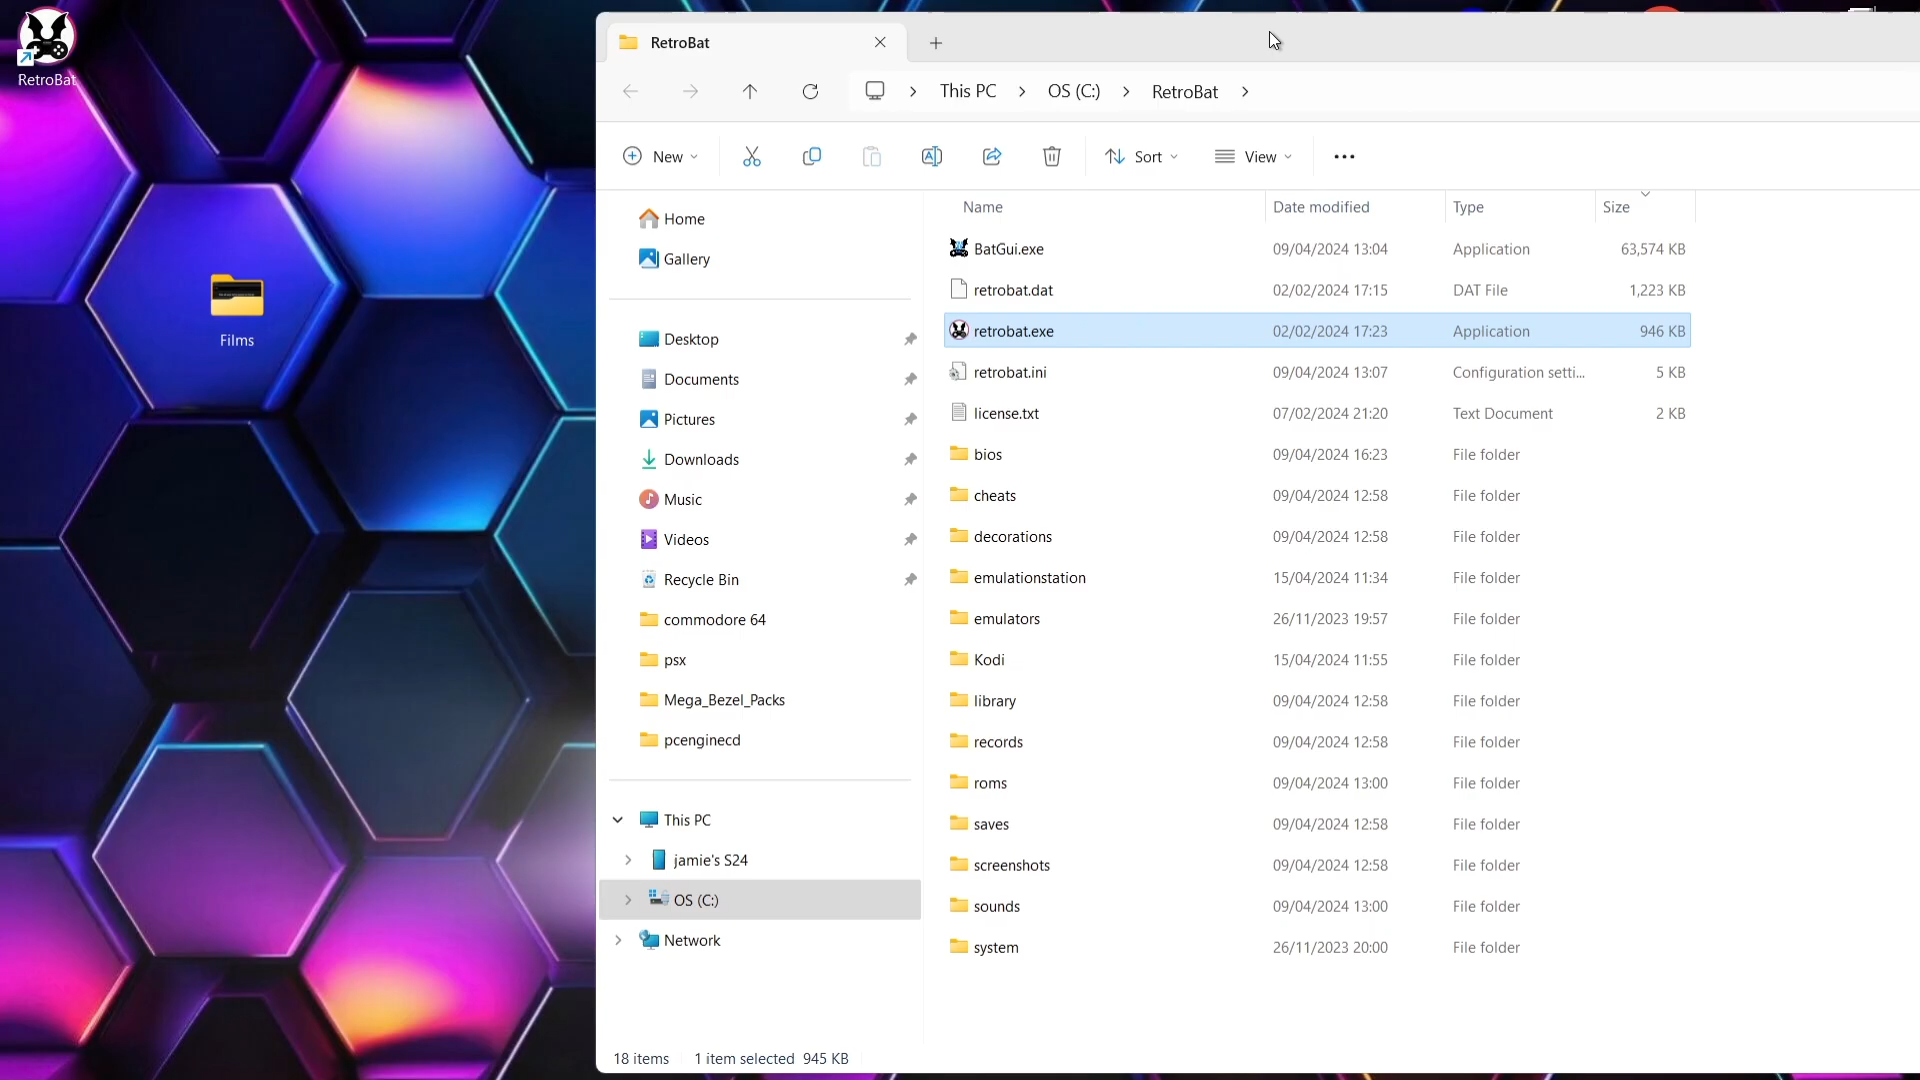 RetroBat
Films
RetroBat
This PC
OS (C:)
RetroBat
New
Sort
View
Home
Gallery
Desktop
Documents
Pictures
Downloads
Music
Videos
Recycle Bin
commodore 64
psx
Mega_Bezel_Packs
pcenginecd
This PC
jamie's S24
OS (C:)
Network
Name Date modified Type Size
BatGui.exe 09/04/2024 13:04 Application 63,574 KB
retrobat.dat 02/02/2024 17:15 DAT File 1,223 KB
retrobat.exe 02/02/2024 17:23 Application 946 KB
retrobat.ini 09/04/2024 13:07 Configuration setti... 5 KB
license.txt 07/02/2024 21:20 Text Document 2 KB
bios 09/04/2024 16:23 File folder
cheats 09/04/2024 12:58 File folder
decorations 09/04/2024 12:58 File folder
emulationstation 15/04/2024 11:34 File folder
emulators 26/11/2023 19:57 File folder
Kodi 15/04/2024 11:55 File folder
library 09/04/2024 12:58 File folder
records 09/04/2024 12:58 File folder
roms 09/04/2024 13:00 File folder
saves 09/04/2024 12:58 File folder
screenshots 09/04/2024 12:58 File folder
sounds 09/04/2024 13:00 File folder
system 26/11/2023 20:00 File folder
18 items 1 item selected 945 KB